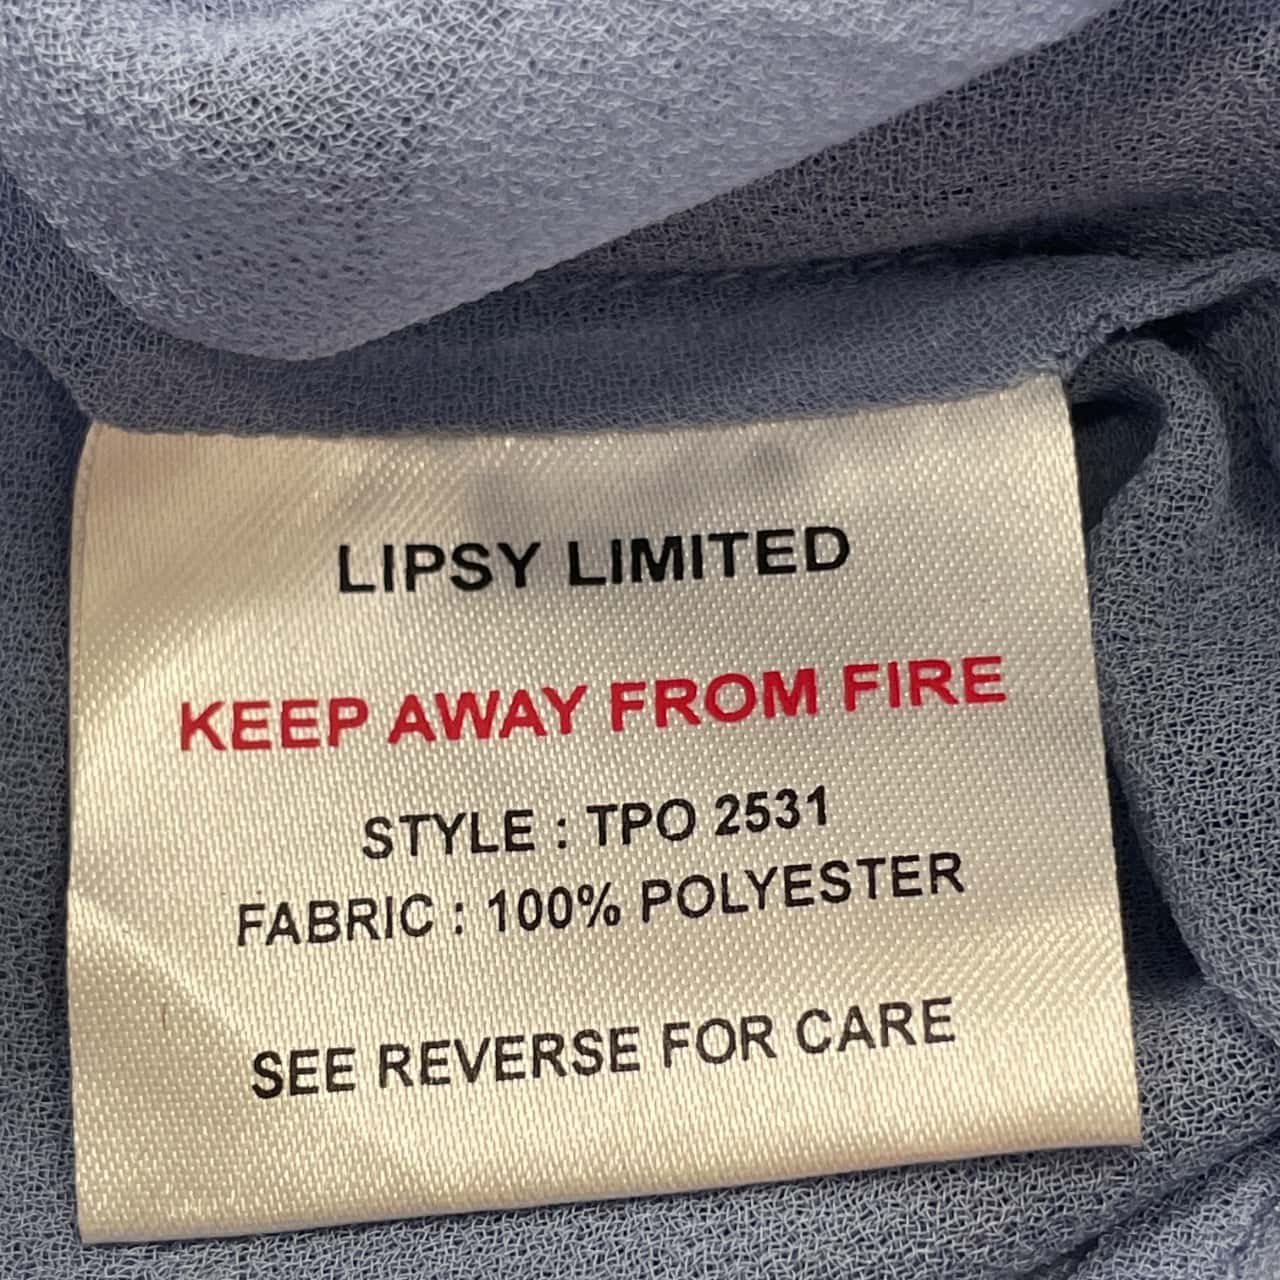 LIPSY LIMITED
KEEP AWAY FROM FIRE
STYLE : TPO 2531
FABRIC : 100% POLYESTER
SEE REVERSE FOR CARE